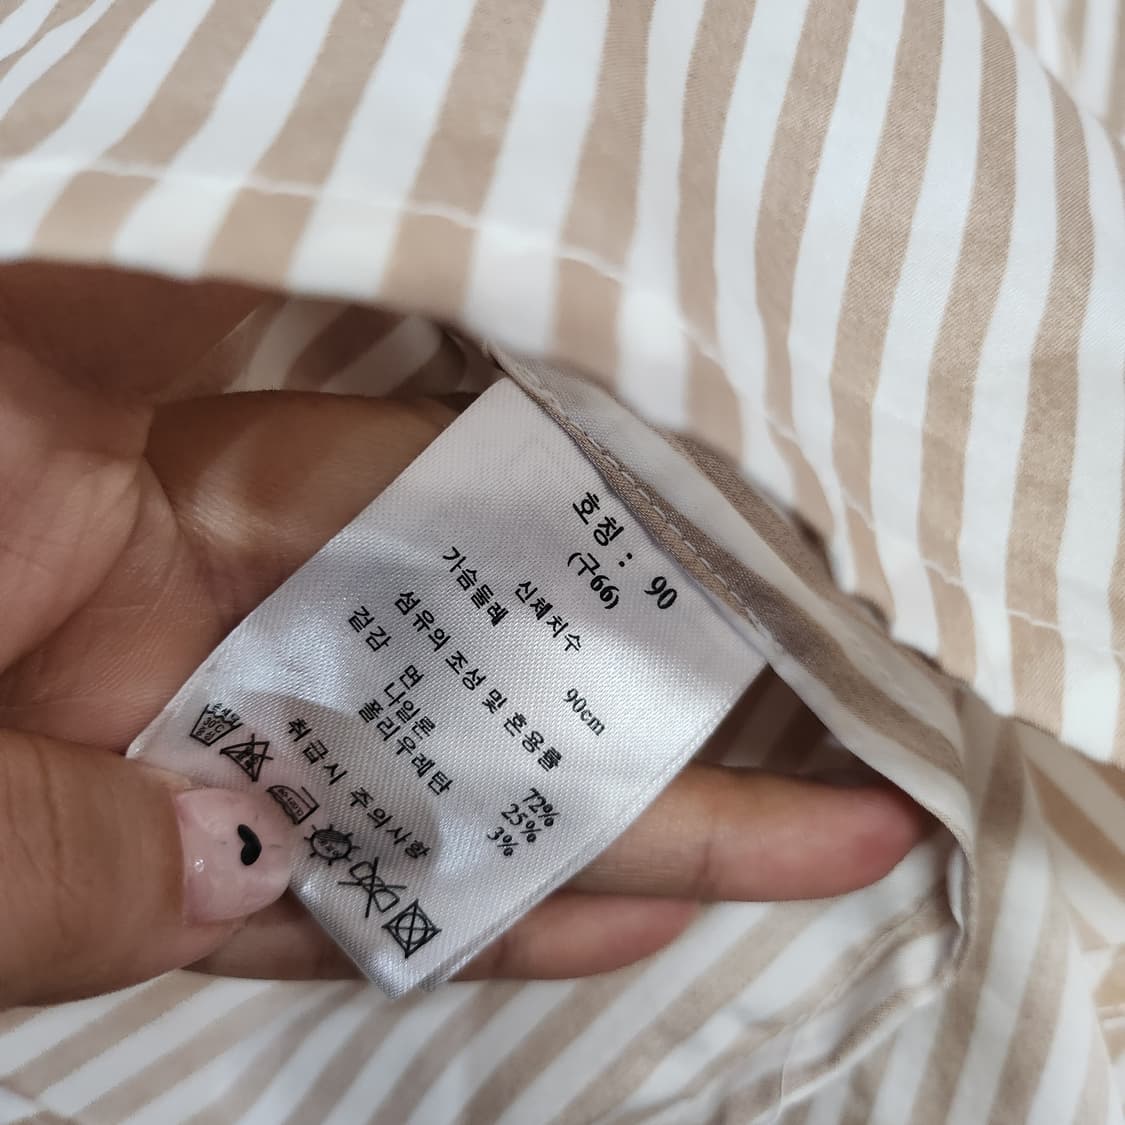 호칭 : 90
(구66)
신체치수
가슴둘레 90cm
섬유의 조성 및 혼용률
겉감 면 72%
나일론 25%
폴리우레탄 3%
취급시 주의사항
30℃